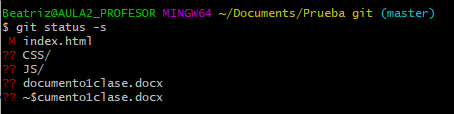 Beatriz@AULA2_PROFESOR MINGW64 ~/Documents/Prueba git (master)
$ git status -s
 M index.html
?? CSS/
?? JS/
?? documento1clase.docx
?? ~$cumento1clase.docx